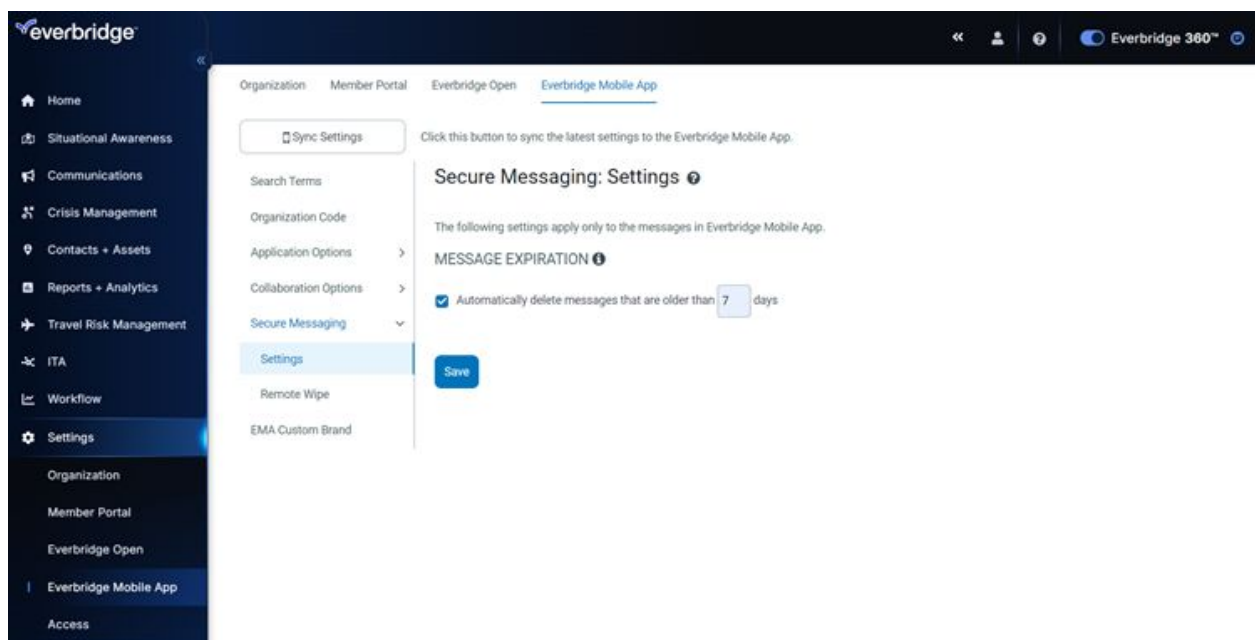 everbridge
Everbridge 360™
Home
Situational Awareness
Communications
Crisis Management
Contacts + Assets
Reports + Analytics
Travel Risk Management
ITA
Workflow
Settings
Organization
Member Portal
Everbridge Open
Everbridge Mobile App
Access
Organization Member Portal Everbridge Open Everbridge Mobile App
Sync Settings Click this button to sync the latest settings to the Everbridge Mobile App.
Search Terms
Organization Code
Application Options
Collaboration Options
Secure Messaging
Settings
Remote Wipe
EMA Custom Brand
Secure Messaging: Settings
The following settings apply only to the messages in Everbridge Mobile App.
MESSAGE EXPIRATION
Automatically delete messages that are older than 7 days
Save